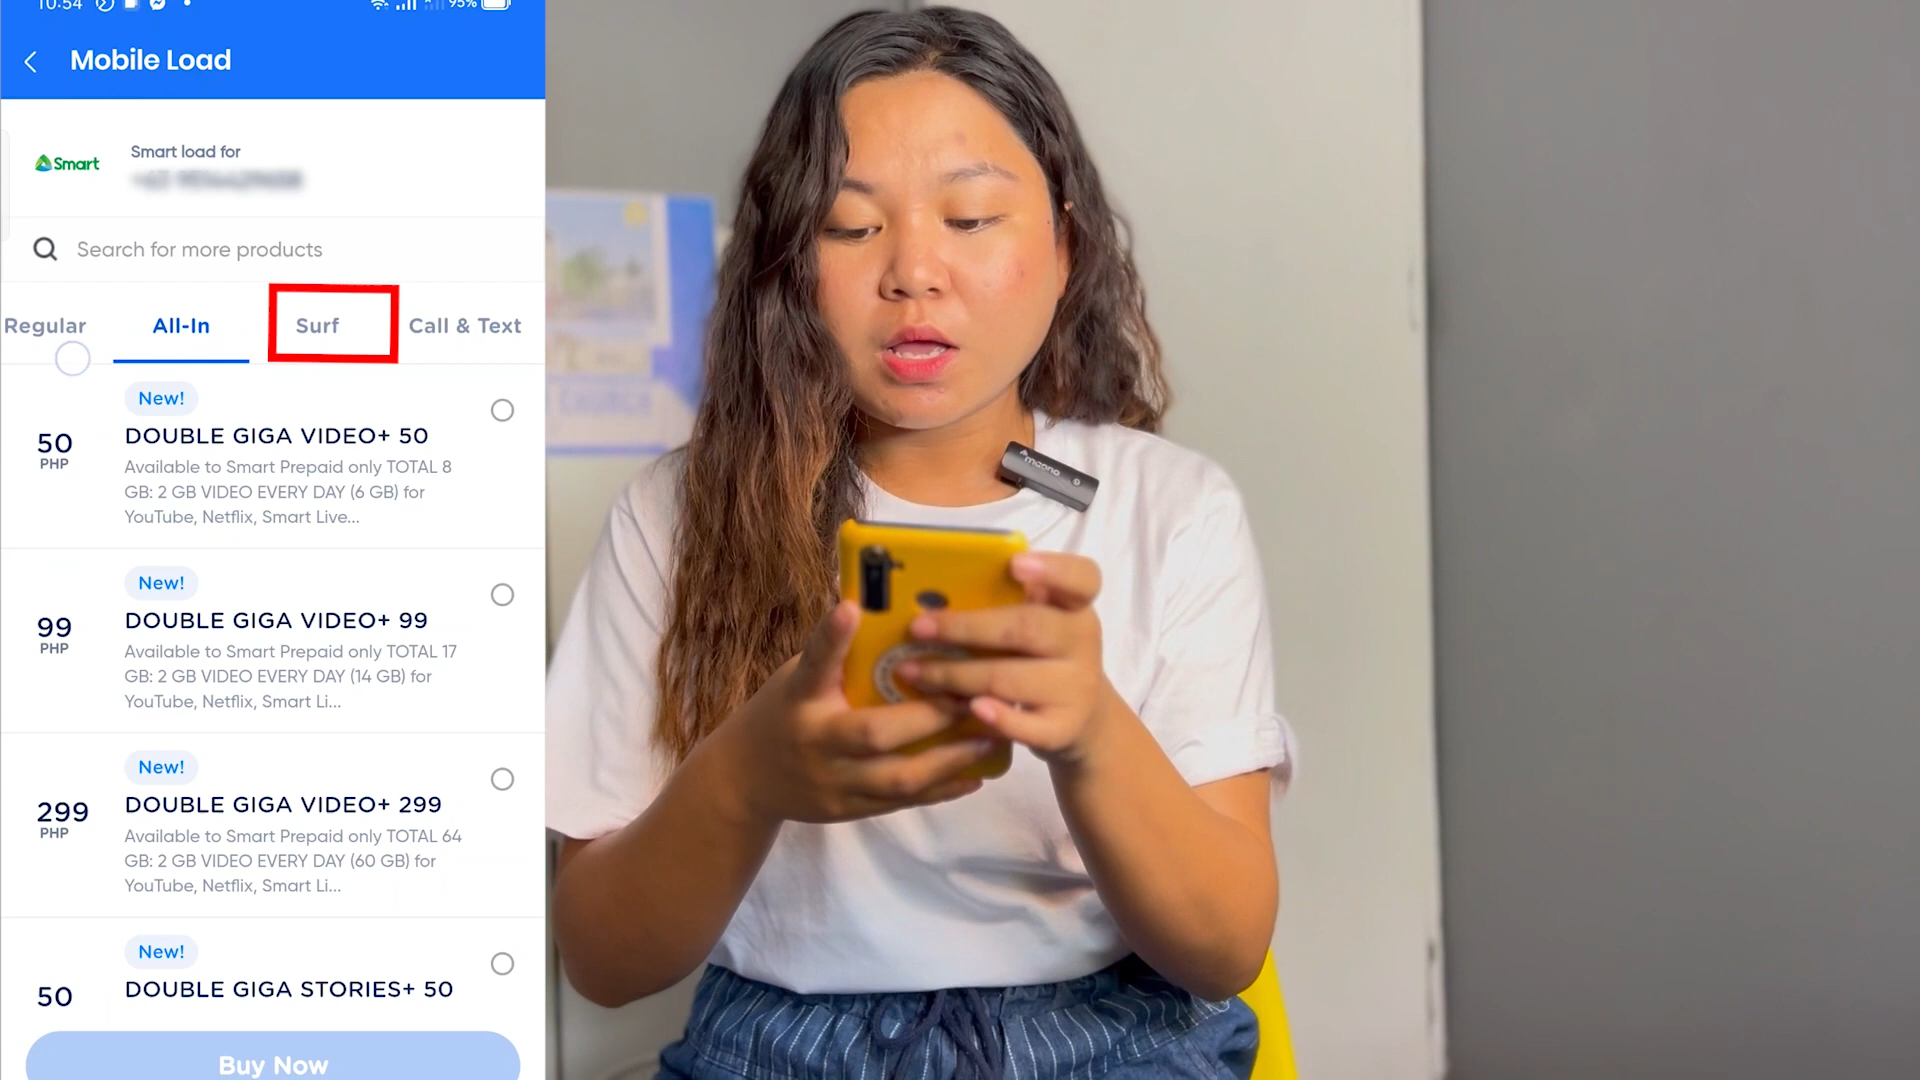 10:54
95%
Mobile Load
Smart
Smart load for
Search for more products
Regular
All-In
Surf
Call & Text
New!
50
PHP
DOUBLE GIGA VIDEO+ 50
Available to Smart Prepaid only TOTAL 8
GB: 2 GB VIDEO EVERY DAY (6 GB) for
YouTube, Netflix, Smart Live...
New!
99
PHP
DOUBLE GIGA VIDEO+ 99
Available to Smart Prepaid only TOTAL 17
GB: 2 GB VIDEO EVERY DAY (14 GB) for
YouTube, Netflix, Smart Li...
New!
299
PHP
DOUBLE GIGA VIDEO+ 299
Available to Smart Prepaid only TOTAL 64
GB: 2 GB VIDEO EVERY DAY (60 GB) for
YouTube, Netflix, Smart Li...
New!
50
DOUBLE GIGA STORIES+ 50
Buy Now
CHURCH
maono